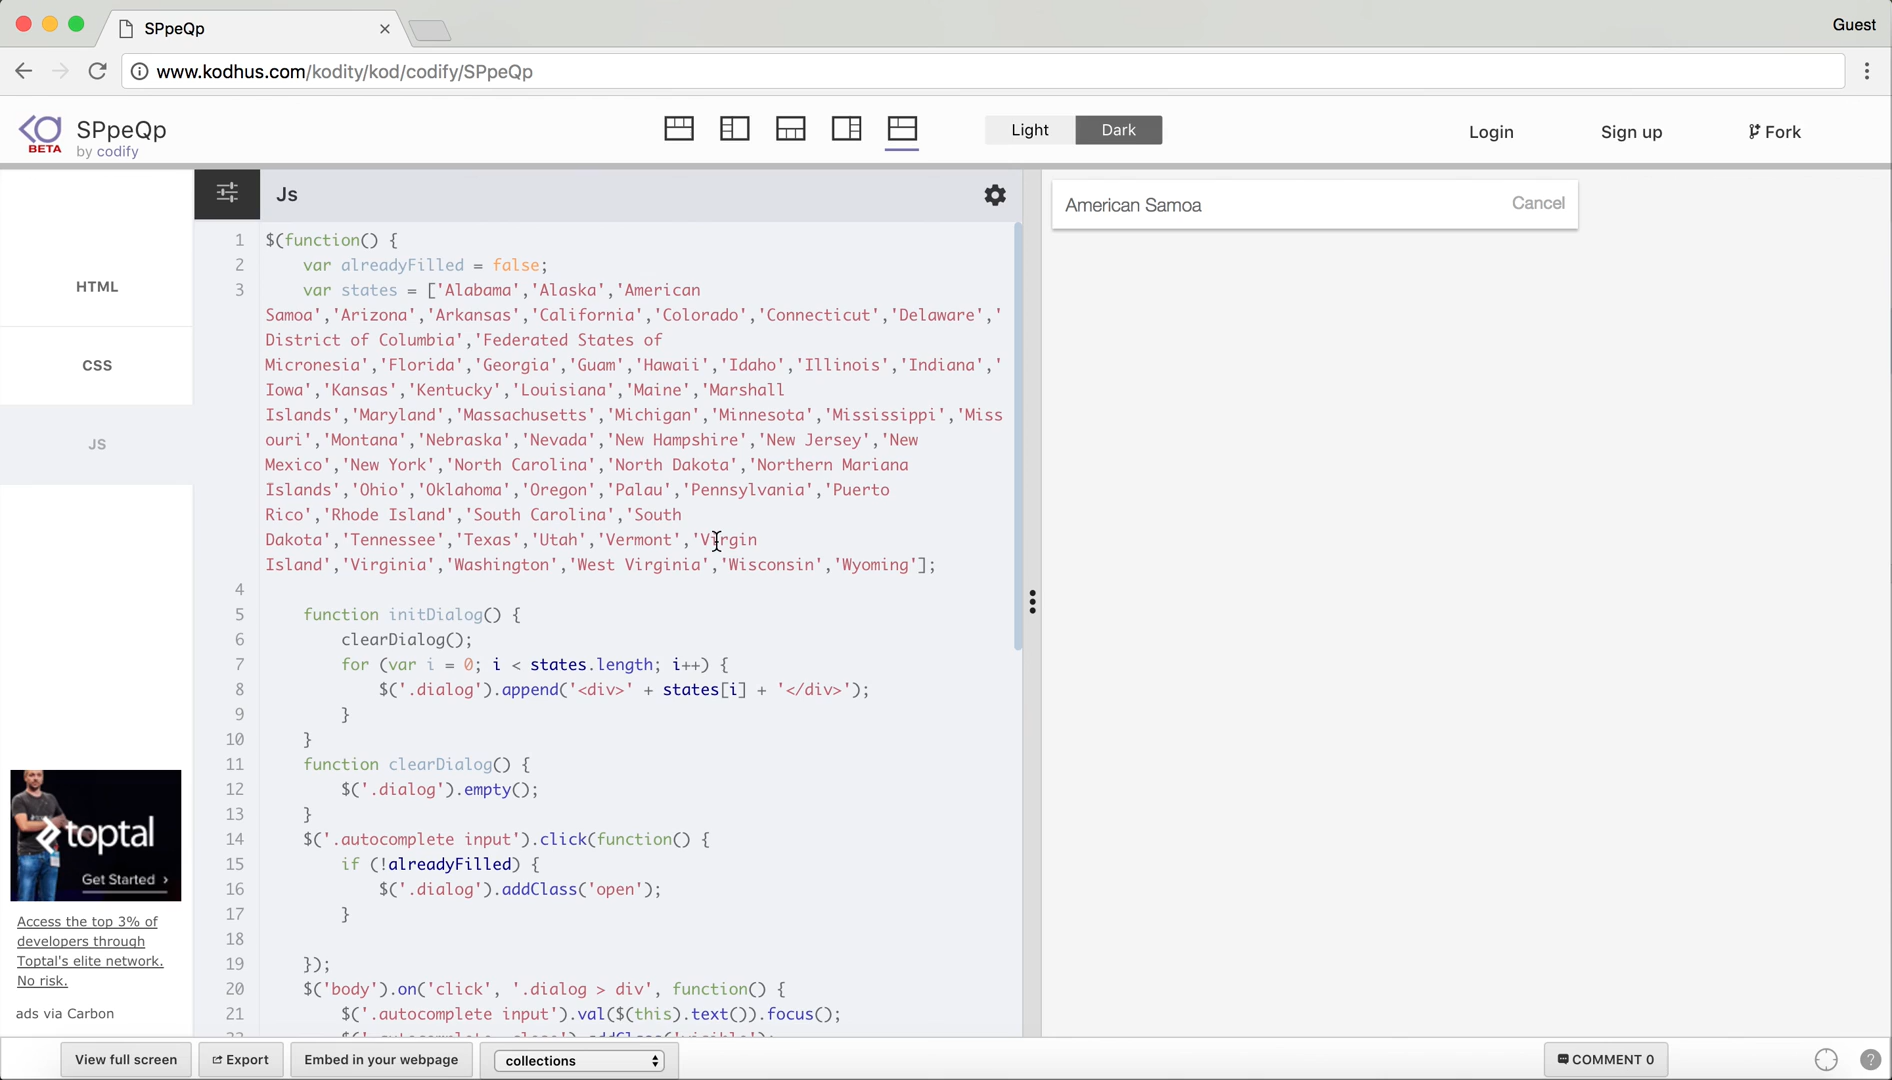 SPpeQp
Guest
www.kodhus.com/kodity/kod/codify/SPpeQp
BETA
SPpeQp
by codify
Light
Dark
Login
Sign up
Fork
HTML
CSS
JS
Js
1 $(function() {
2 var alreadyFilled = false;
3 var states = ['Alabama','Alaska','American
Samoa','Arizona','Arkansas','California','Colorado','Connecticut','Delaware','
District of Columbia','Federated States of
Micronesia','Florida','Georgia','Guam','Hawaii','Idaho','Illinois','Indiana','
Iowa','Kansas','Kentucky','Louisiana','Maine','Marshall
Islands','Maryland','Massachusetts','Michigan','Minnesota','Mississippi','Miss
ouri','Montana','Nebraska','Nevada','New Hampshire','New Jersey','New
Mexico','New York','North Carolina','North Dakota','Northern Mariana
Islands','Ohio','Oklahoma','Oregon','Palau','Pennsylvania','Puerto
Rico','Rhode Island','South Carolina','South
Dakota','Tennessee','Texas','Utah','Vermont','Virgin
Island','Virginia','Washington','West Virginia','Wisconsin','Wyoming'];
4
5 function initDialog() {
6 clearDialog();
7 for (var i = 0; i < states.length; i++) {
8 $('.dialog').append('<div>' + states[i] + '</div>');
9 }
10 }
11 function clearDialog() {
12 $('.dialog').empty();
13 }
14 $('.autocomplete input').click(function() {
15 if (!alreadyFilled) {
16 $('.dialog').addClass('open');
17 }
18
19 });
20 $('body').on('click', '.dialog > div', function() {
21 $('.autocomplete input').val($(this).text()).focus();
American Samoa
Cancel
toptal
Get Started ›
Access the top 3% of
developers through
Toptal's elite network.
No risk.
ads via Carbon
View full screen
Export
Embed in your webpage
collections
COMMENT 0
?